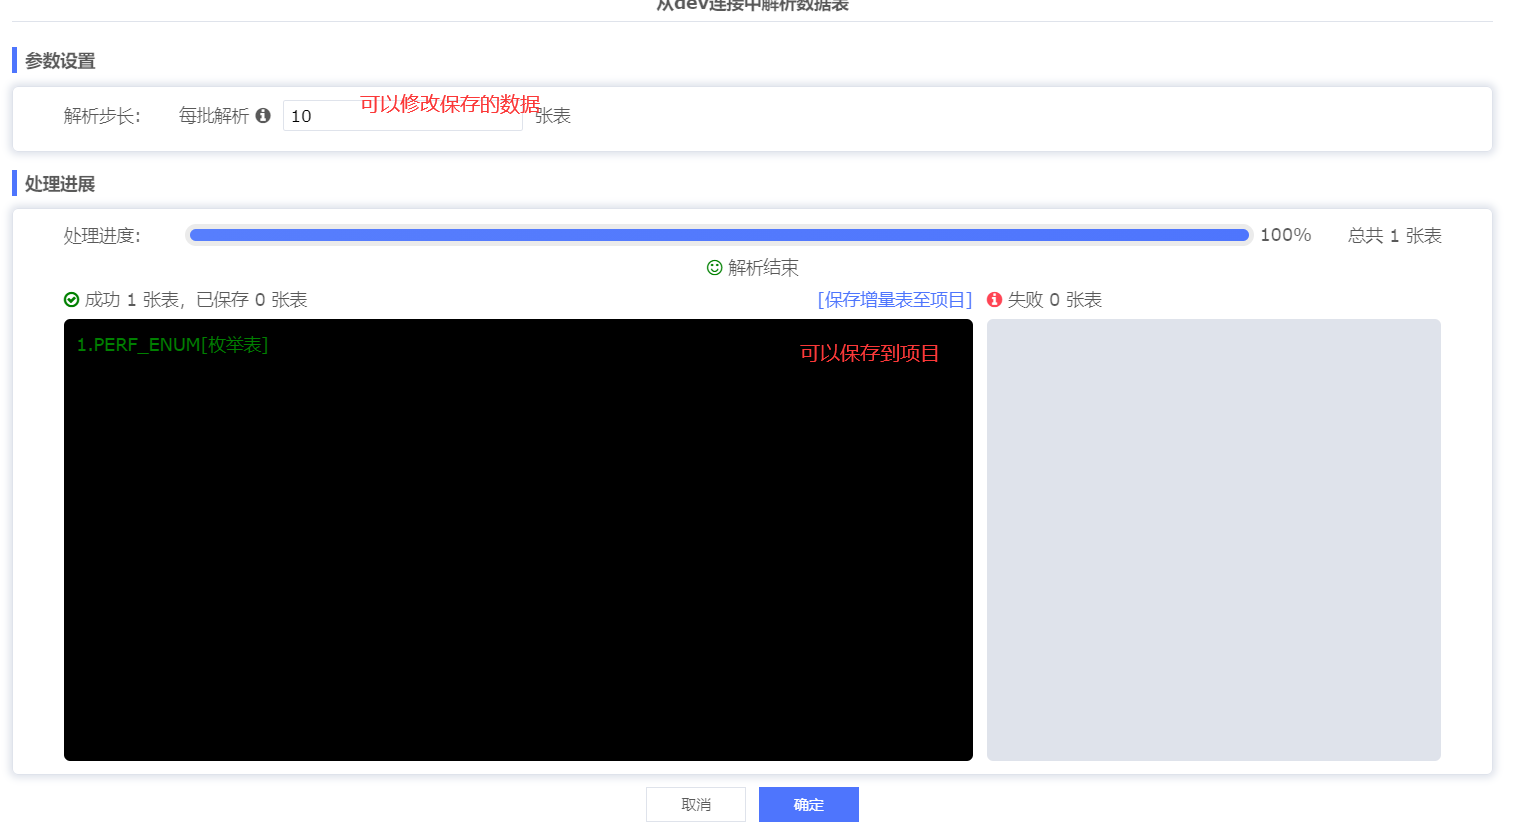 从dev连接中解析数据表
参数设置
解析步长: 每批解析 10 可以修改保存的数据 张表
处理进展
处理进度: 100% 总共 1 张表
解析结束
成功 1 张表, 已保存 0 张表 [保存增量表至项目] 失败 0 张表
1.PERF_ENUM[枚举表]
可以保存到项目
取消 确定